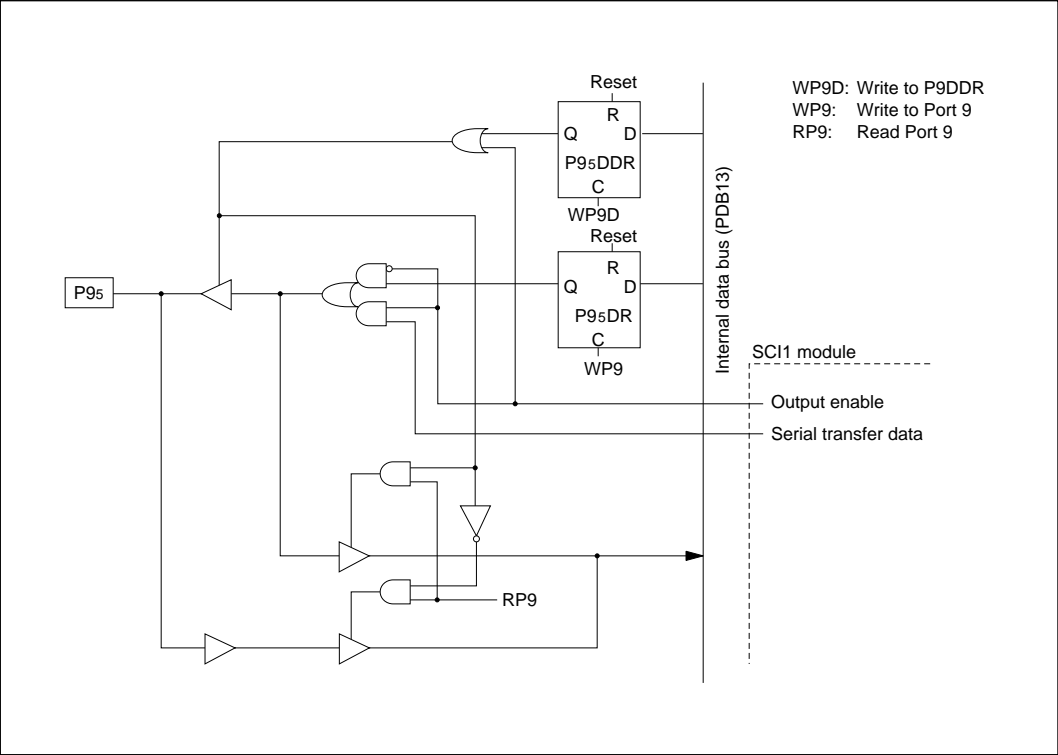 Reset
R
Q D
P95DDR
C
WP9D
WP9D: Write to P9DDR
WP9: Write to Port 9
RP9: Read Port 9
Reset
R
Q D
P95DR
C
WP9
Internal data bus (PDB13)
P95
SCI1 module
Output enable
Serial transfer data
RP9